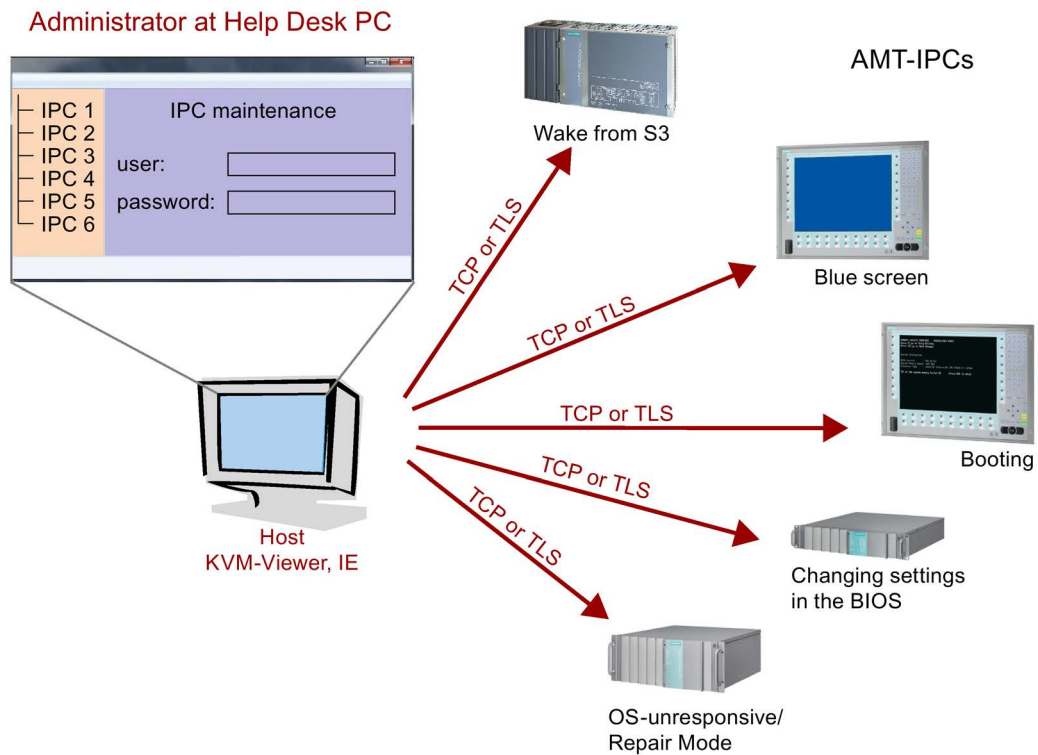 Administrator at Help Desk PC
AMT-IPCs
IPC maintenance
IPC 1
IPC 2
IPC 3
IPC 4
IPC 5
IPC 6
user:
password:
Wake from S3
TCP or TLS
Blue screen
TCP or TLS
TCP or TLS
Booting
TCP or TLS
Changing settings
in the BIOS
TCP or TLS
OS-unresponsive/
Repair Mode
Host
KVM-Viewer, IE